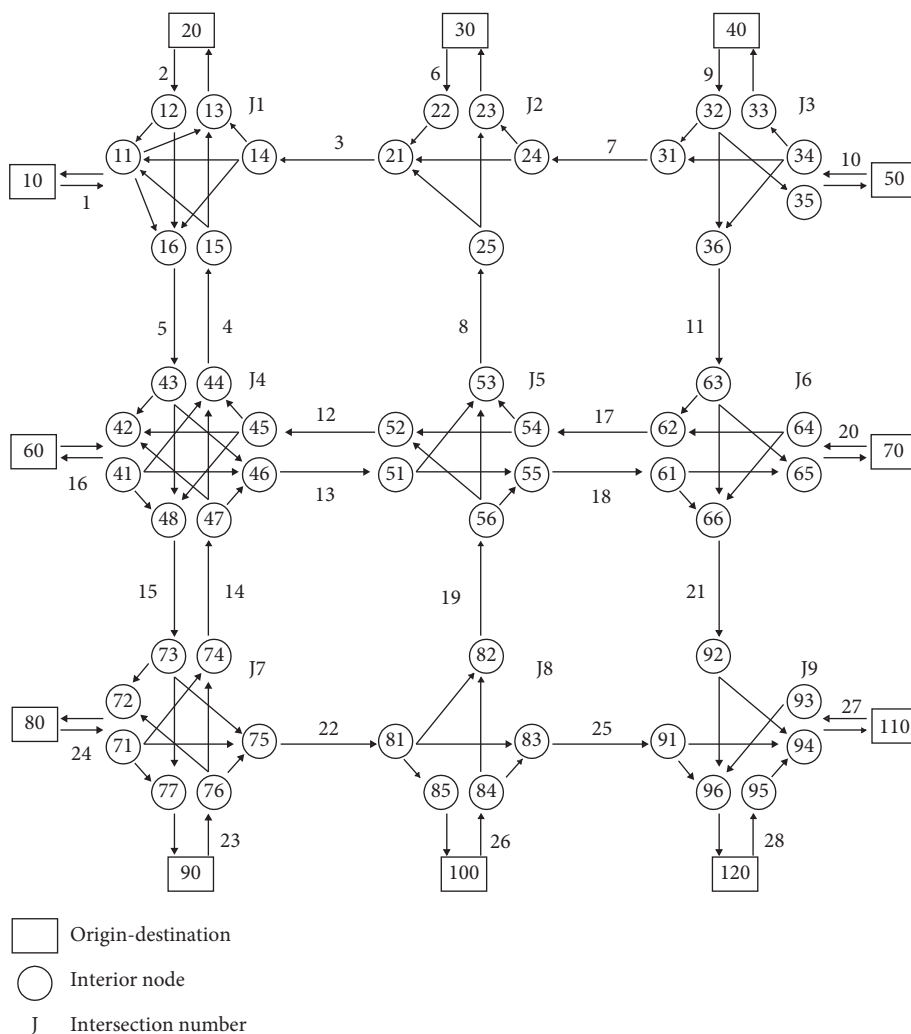 20 30 40
2 6 9
12 13 J1 22 23 J2 32 33 J3
11 14 3 21 24 7 31 34 10
10 50
1 35
16 15 25 36
5 4 8 11
43 44 J4 53 J5 63 J6
42 45 12 52 54 17 62 64 20
60 70
16 41 46 13 51 55 18 61 65
48 47 56 66
15 14 19 21
73 74 J7 82 J8 92 J9
72 93 27
80 110
24 71 75 22 81 83 25 91 94
77 76 85 84 96 95
23 26 28
90 100 120
Origin-destination
Interior node
J Intersection number